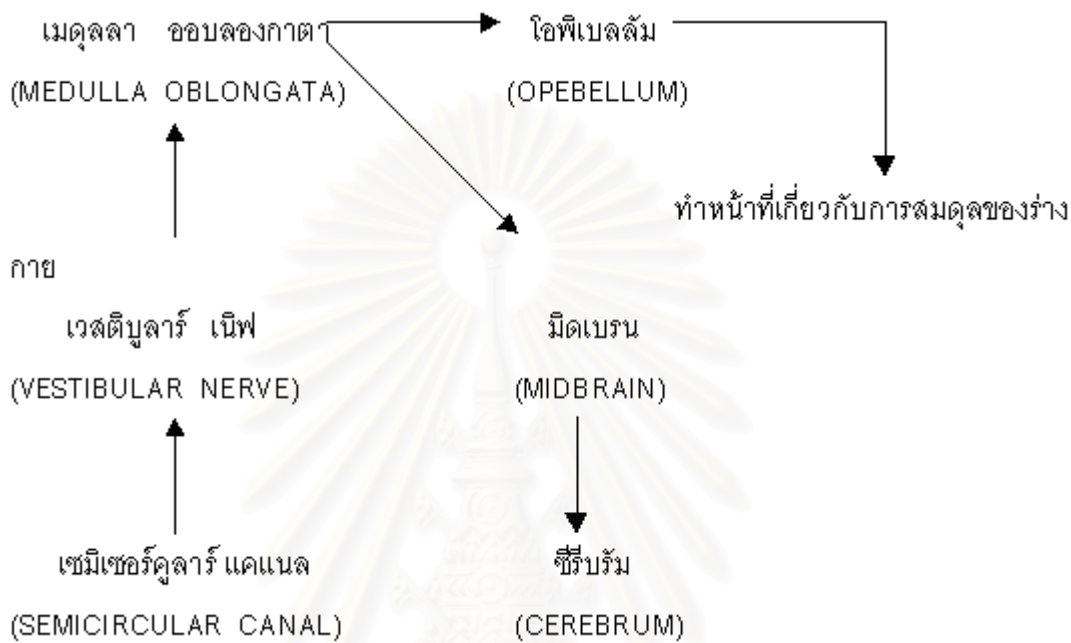 เมดุลลา ออบลองกาตา โอพิเบลลัม
(MEDULLA OBLONGATA) (OPEBELLUM)
ทำหน้าที่เกี่ยวกับการสมดุลของร่าง
กาย
เวสติบูลาร์ เนิฟ มิดเบรน
(VESTIBULAR NERVE) (MIDBRAIN)
เซมิเซอร์คูลาร์ แคแนล ซีรีบรัม
(SEMICIRCULAR CANAL) (CEREBRUM)